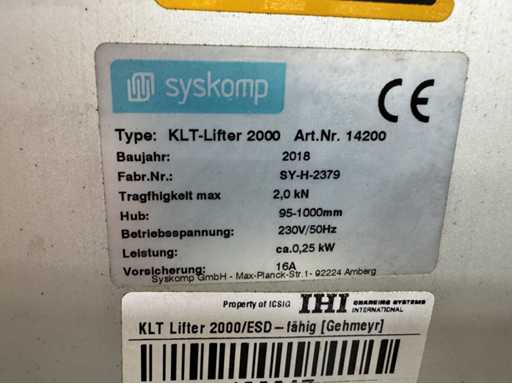 syskomp
CE
Type: KLT-Lifter 2000 Art.Nr. 14200
Baujahr: 2018
Fabr.Nr.: SY-H-2379
Tragfhigkeit max 2,0 kN
Hub: 95-1000mm
Betriebsspannung: 230V/50Hz
Leistung: ca.0,25 kW
Vorsicherung: 16A
Syskomp GmbH - Max-Planck-Str.1- 92224 Amberg
Property of ICSIG IHI CHARGING SYSTEMS
INTERNATIONAL
KLT Lifter 2000/ESD-fähig [Gehmeyr]